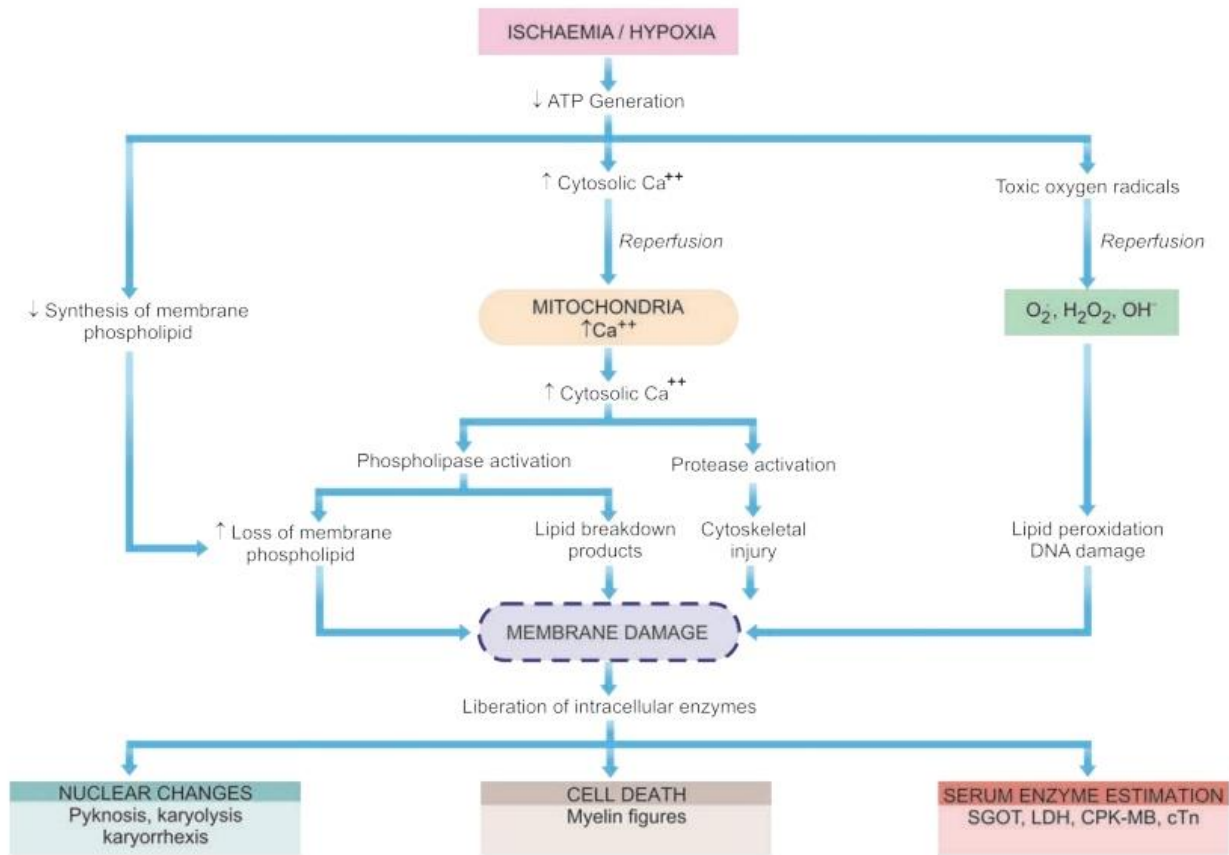 ISCHAEMIA / HYPOXIA
↓ ATP Generation
↑ Cytosolic Ca++
Toxic oxygen radicals
Reperfusion
Reperfusion
↓ Synthesis of membrane
phospholipid
MITOCHONDRIA
↑Ca++
O2∸, H2O2, OH−
↑ Cytosolic Ca++
Phospholipase activation
Protease activation
↑ Loss of membrane
phospholipid
Lipid breakdown
products
Cytoskeletal
injury
Lipid peroxidation
DNA damage
MEMBRANE DAMAGE
Liberation of intracellular enzymes
NUCLEAR CHANGES
Pyknosis, karyolysis
karyorrhexis
CELL DEATH
Myelin figures
SERUM ENZYME ESTIMATION
SGOT, LDH, CPK-MB, cTn